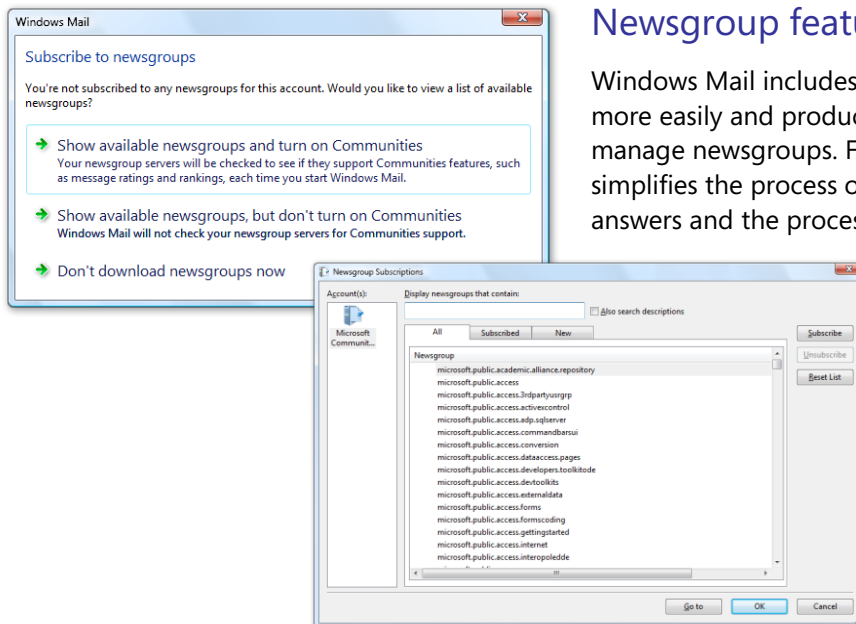 Windows Mail
Subscribe to newsgroups
You're not subscribed to any newsgroups for this account. Would you like to view a list of available
newsgroups?
Show available newsgroups and turn on Communities
Your newsgroup servers will be checked to see if they support Communities features, such
as message ratings and rankings, each time you start Windows Mail.
Show available newsgroups, but don't turn on Communities
Windows Mail will not check your newsgroup servers for Communities support.
Don't download newsgroups now
Newsgroup
Windows Mail includes
more easily and
manage newsgroups.
simplifies the process
answers and the
Newsgroup Subscriptions
Account(s):
Display newsgroups that contain:
Also search descriptions
Microsoft
Communit...
All Subscribed New
Subscribe
Newsgroup
Unsubscribe
Reset List
microsoft.public.academic.alliance.repository
microsoft.public.access
microsoft.public.access.3rdpartyusrgrp
microsoft.public.access.activexcontrol
microsoft.public.access.adp.sqlserver
microsoft.public.access.commandbarsui
microsoft.public.access.conversion
microsoft.public.access.dataaccess.pages
microsoft.public.access.developers.toolkitode
microsoft.public.access.devtoolkits
microsoft.public.access.externaldata
microsoft.public.access.forms
microsoft.public.access.formscoding
microsoft.public.access.gettingstarted
microsoft.public.access.internet
microsoft.public.access.interopoledde
Go to OK Cancel